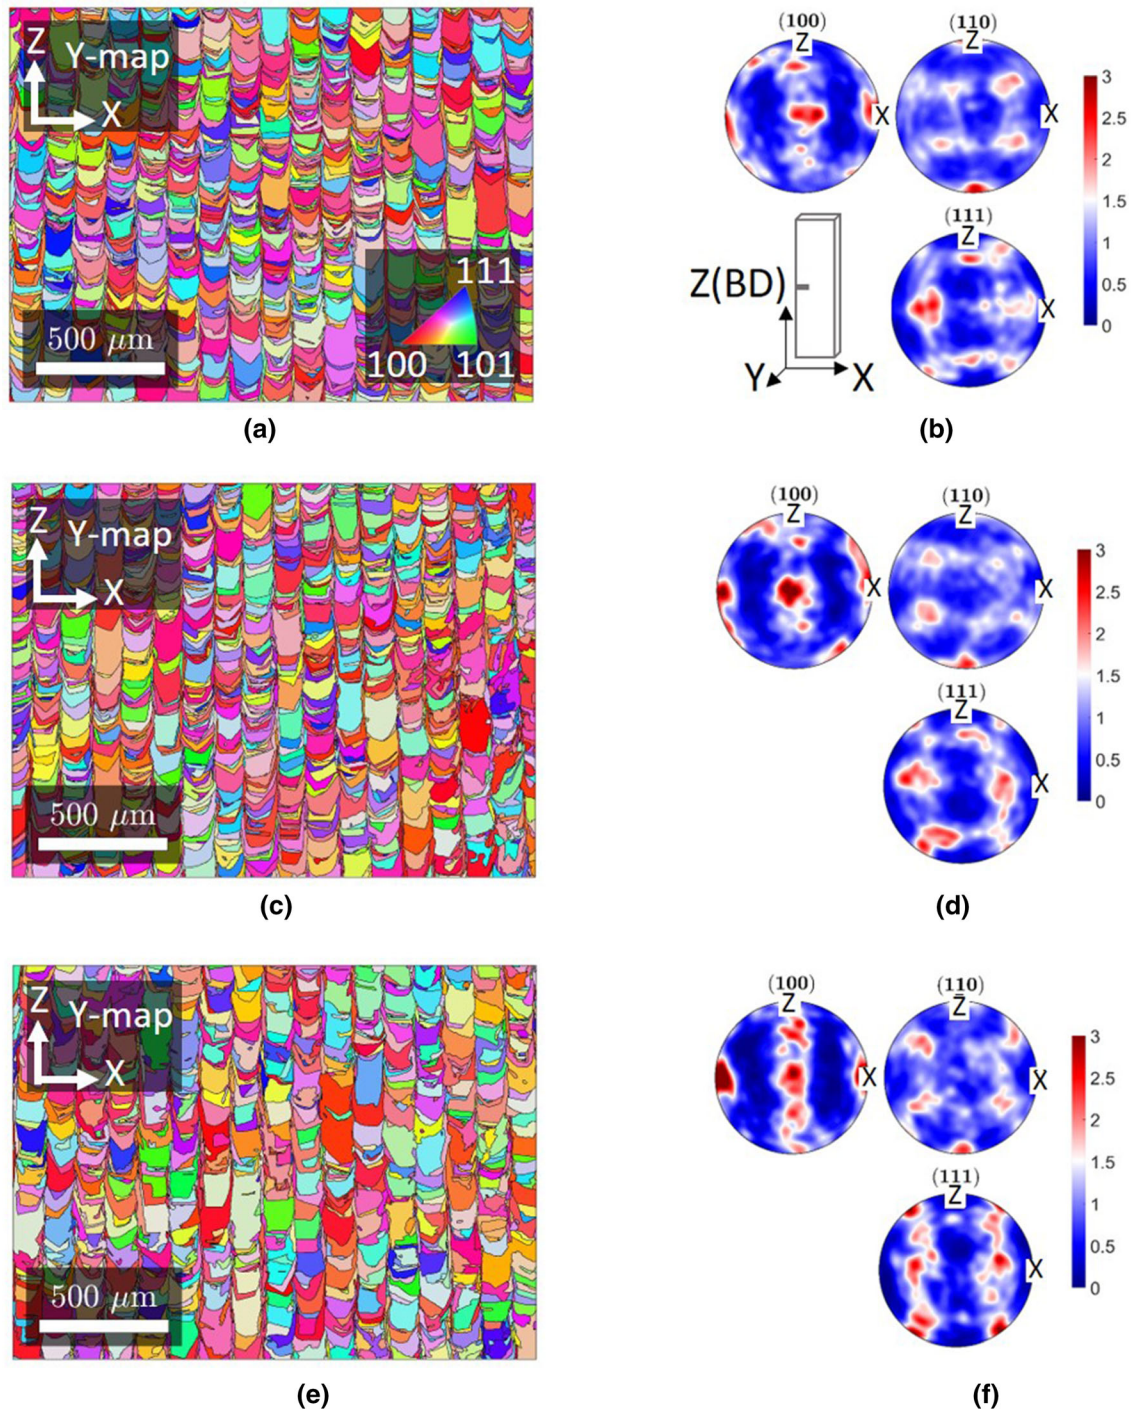 Z
Y-map
X
111
100 101
500 μm
(a)
(100)
Z
X
(110)
Z
X
(111)
Z
X
Z(BD)
Y
X
3
2.5
2
1.5
1
0.5
0
(b)
Z
Y-map
X
500 μm
(c)
(100)
Z
X
(110)
Z
X
(111)
Z
X
3
2.5
2
1.5
1
0.5
0
(d)
Z
Y-map
X
500 μm
(e)
(100)
Z
X
(110)
Z
X
(111)
Z
X
3
2.5
2
1.5
1
0.5
0
(f)